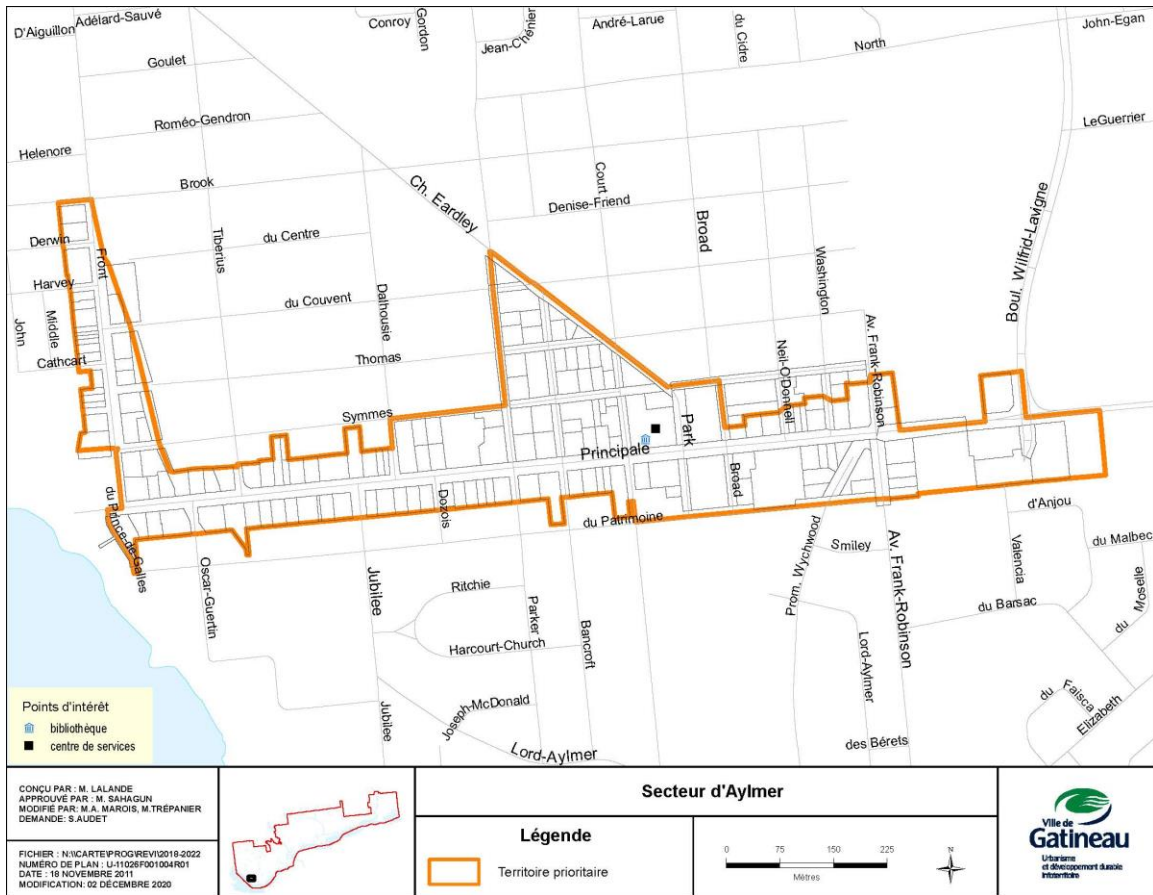 Adélard-Sauvé
D'Aiguillon
Conroy
Gordon
Jean-Chénier
André-Larue
du Cidre
North
John-Egan
Goulet
Roméo-Gendron
LeGuerrier
Helenore
Brook
Ch. Eardley
Court
Denise-Friend
Broad
Boul. Wilfrid-Lavigne
Derwin
Front
Tiberius
du Centre
Washington
Harvey
du Couvent
Dalhousie
John
Middle
Cathcart
Thomas
Neil-O'Donnell
Av. Frank-Robinson
Symmes
Park
Principale
Broad
du Prince-de-Galles
Dozois
du Patrimoine
d'Anjou
Oscar-Guertin
Jubilee
Ritchie
Parker
Bancroft
Harcourt-Church
Prom. Wychwood
Smiley
Av. Frank-Robinson
Valencia
du Malbec
du Barsac
du Moselle
Lord-Aylmer
Jubilee
Joseph-McDonald
Lord-Aylmer
des Bérets
du Faisca
Elizabeth
Points d'intérêt
bibliothèque
centre de services
CONÇU PAR : M. LALANDE
APPROUVÉ PAR : M. SAHAGUN
MODIFIÉ PAR: M.A. MAROIS, M.TRÉPANIER
DEMANDE: S.AUDET
FICHIER : N:\CARTE\PROG\REVI\2018-2022
NUMÉRO DE PLAN : U-11026F001004R01
DATE : 18 NOVEMBRE 2011
MODIFICATION: 02 DÉCEMBRE 2020
Secteur d'Aylmer
Légende
Territoire prioritaire
0 75 150 225
Mètres
N
Ville de
Gatineau
Urbanisme
et développement durable
Infoterritoire